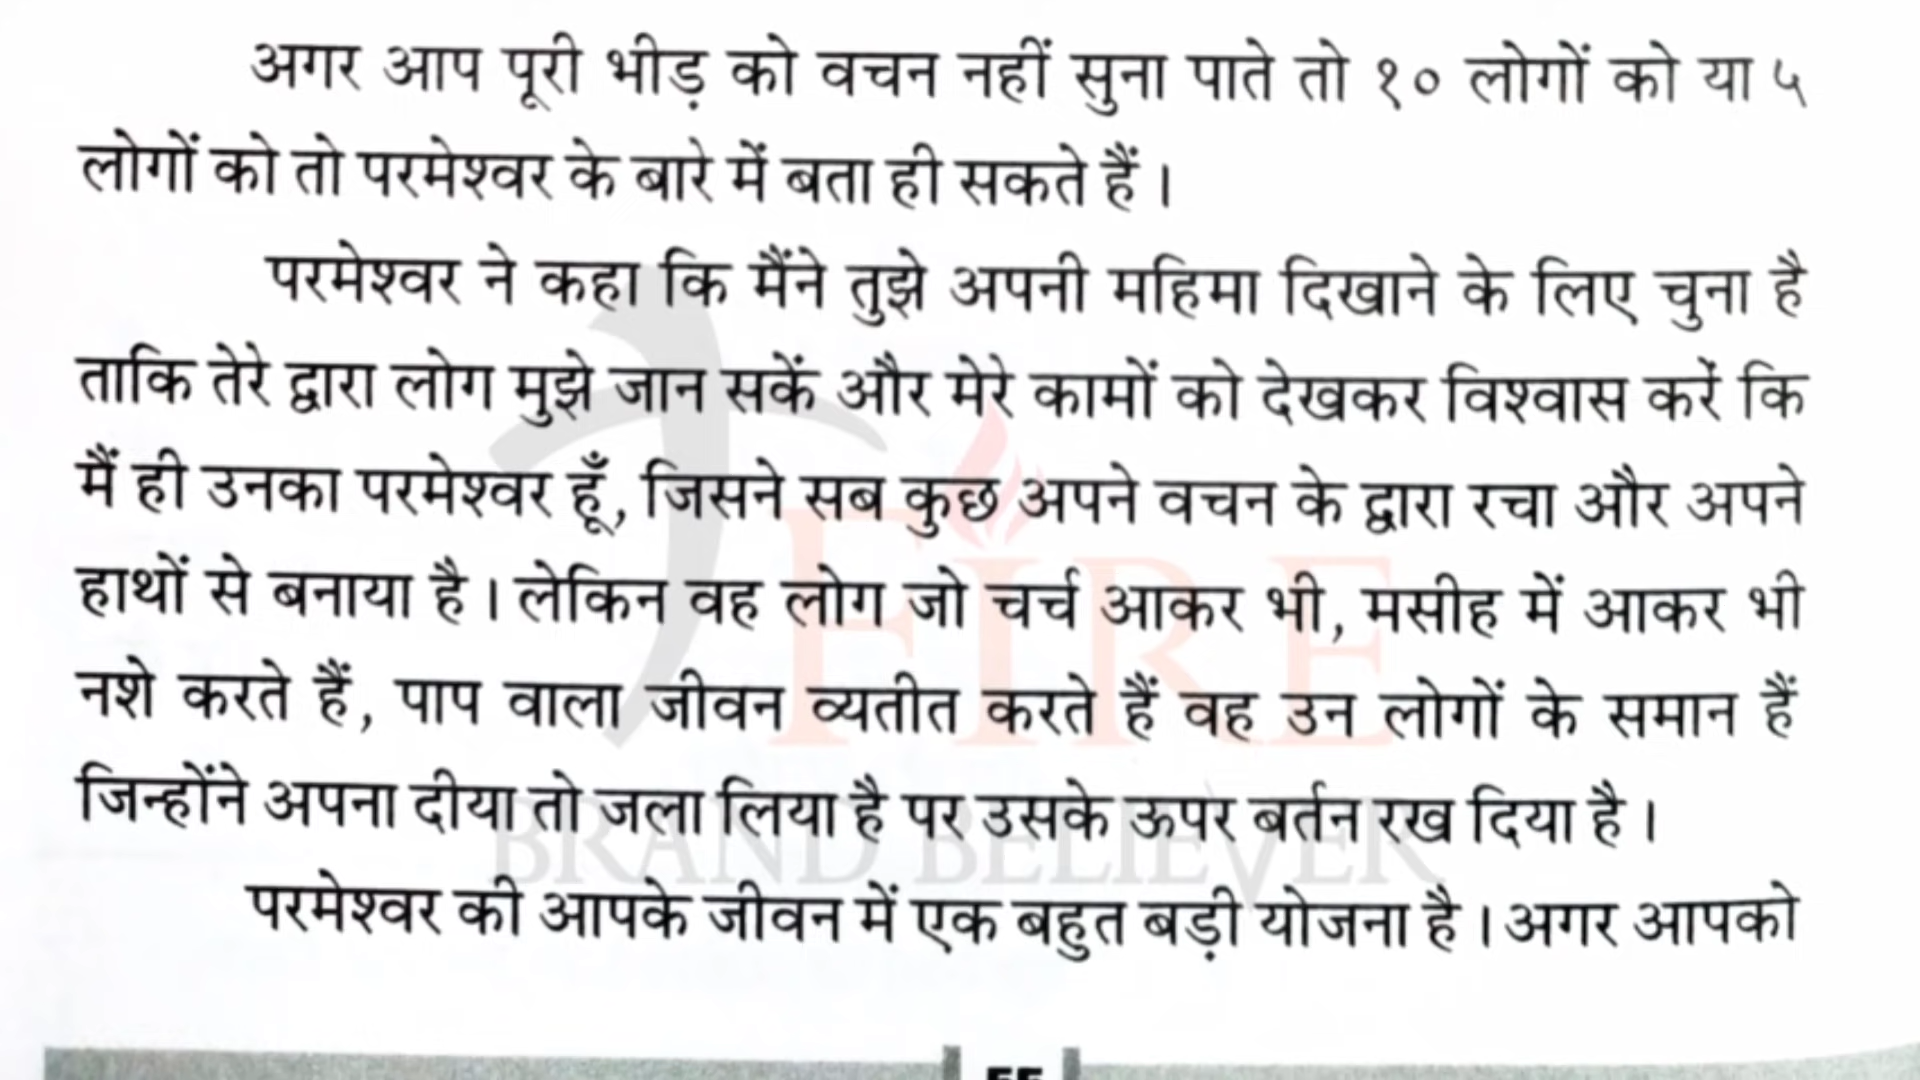 अगर आप पूरी भीड़ को वचन नहीं सुना पाते तो १० लोगों को या ५
लोगों को तो परमेश्वर के बारे में बता ही सकते हैं।
परमेश्वर ने कहा कि मैंने तुझे अपनी महिमा दिखाने के लिए चुना है
ताकि तेरे द्वारा लोग मुझे जान सकें और मेरे कामों को देखकर विश्वास करें कि
मैं ही उनका परमेश्वर हूँ, जिसने सब कुछ अपने वचन के द्वारा रचा और अपने
हाथों से बनाया है। लेकिन वह लोग जो चर्च आकर भी, मसीह में आकर भी
नशे करते हैं, पाप वाला जीवन व्यतीत करते हैं वह उन लोगों के समान हैं
जिन्होंने अपना दीया तो जला लिया है पर उसके ऊपर बर्तन रख दिया है।
परमेश्वर की आपके जीवन में एक बहुत बड़ी योजना है। अगर आपको
FIRE
BRAND BELIEVER